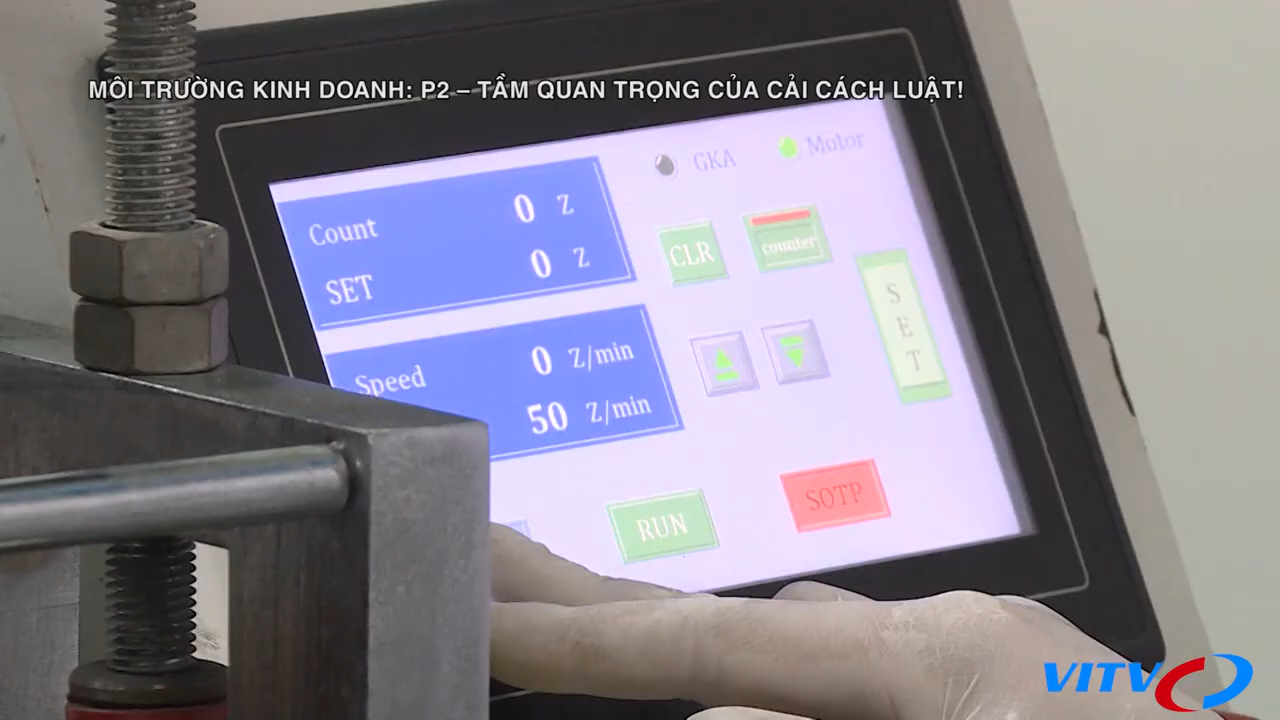 MÔI TRƯỜNG KINH DOANH: P2 – TẦM QUAN TRỌNG CỦA CẢI CÁCH LUẬT!
GKA Motor
Count 0 Z
SET 0 Z
CLR counter
SET
Speed 0 Z/min
50 Z/min
RUN SOTP
VITV